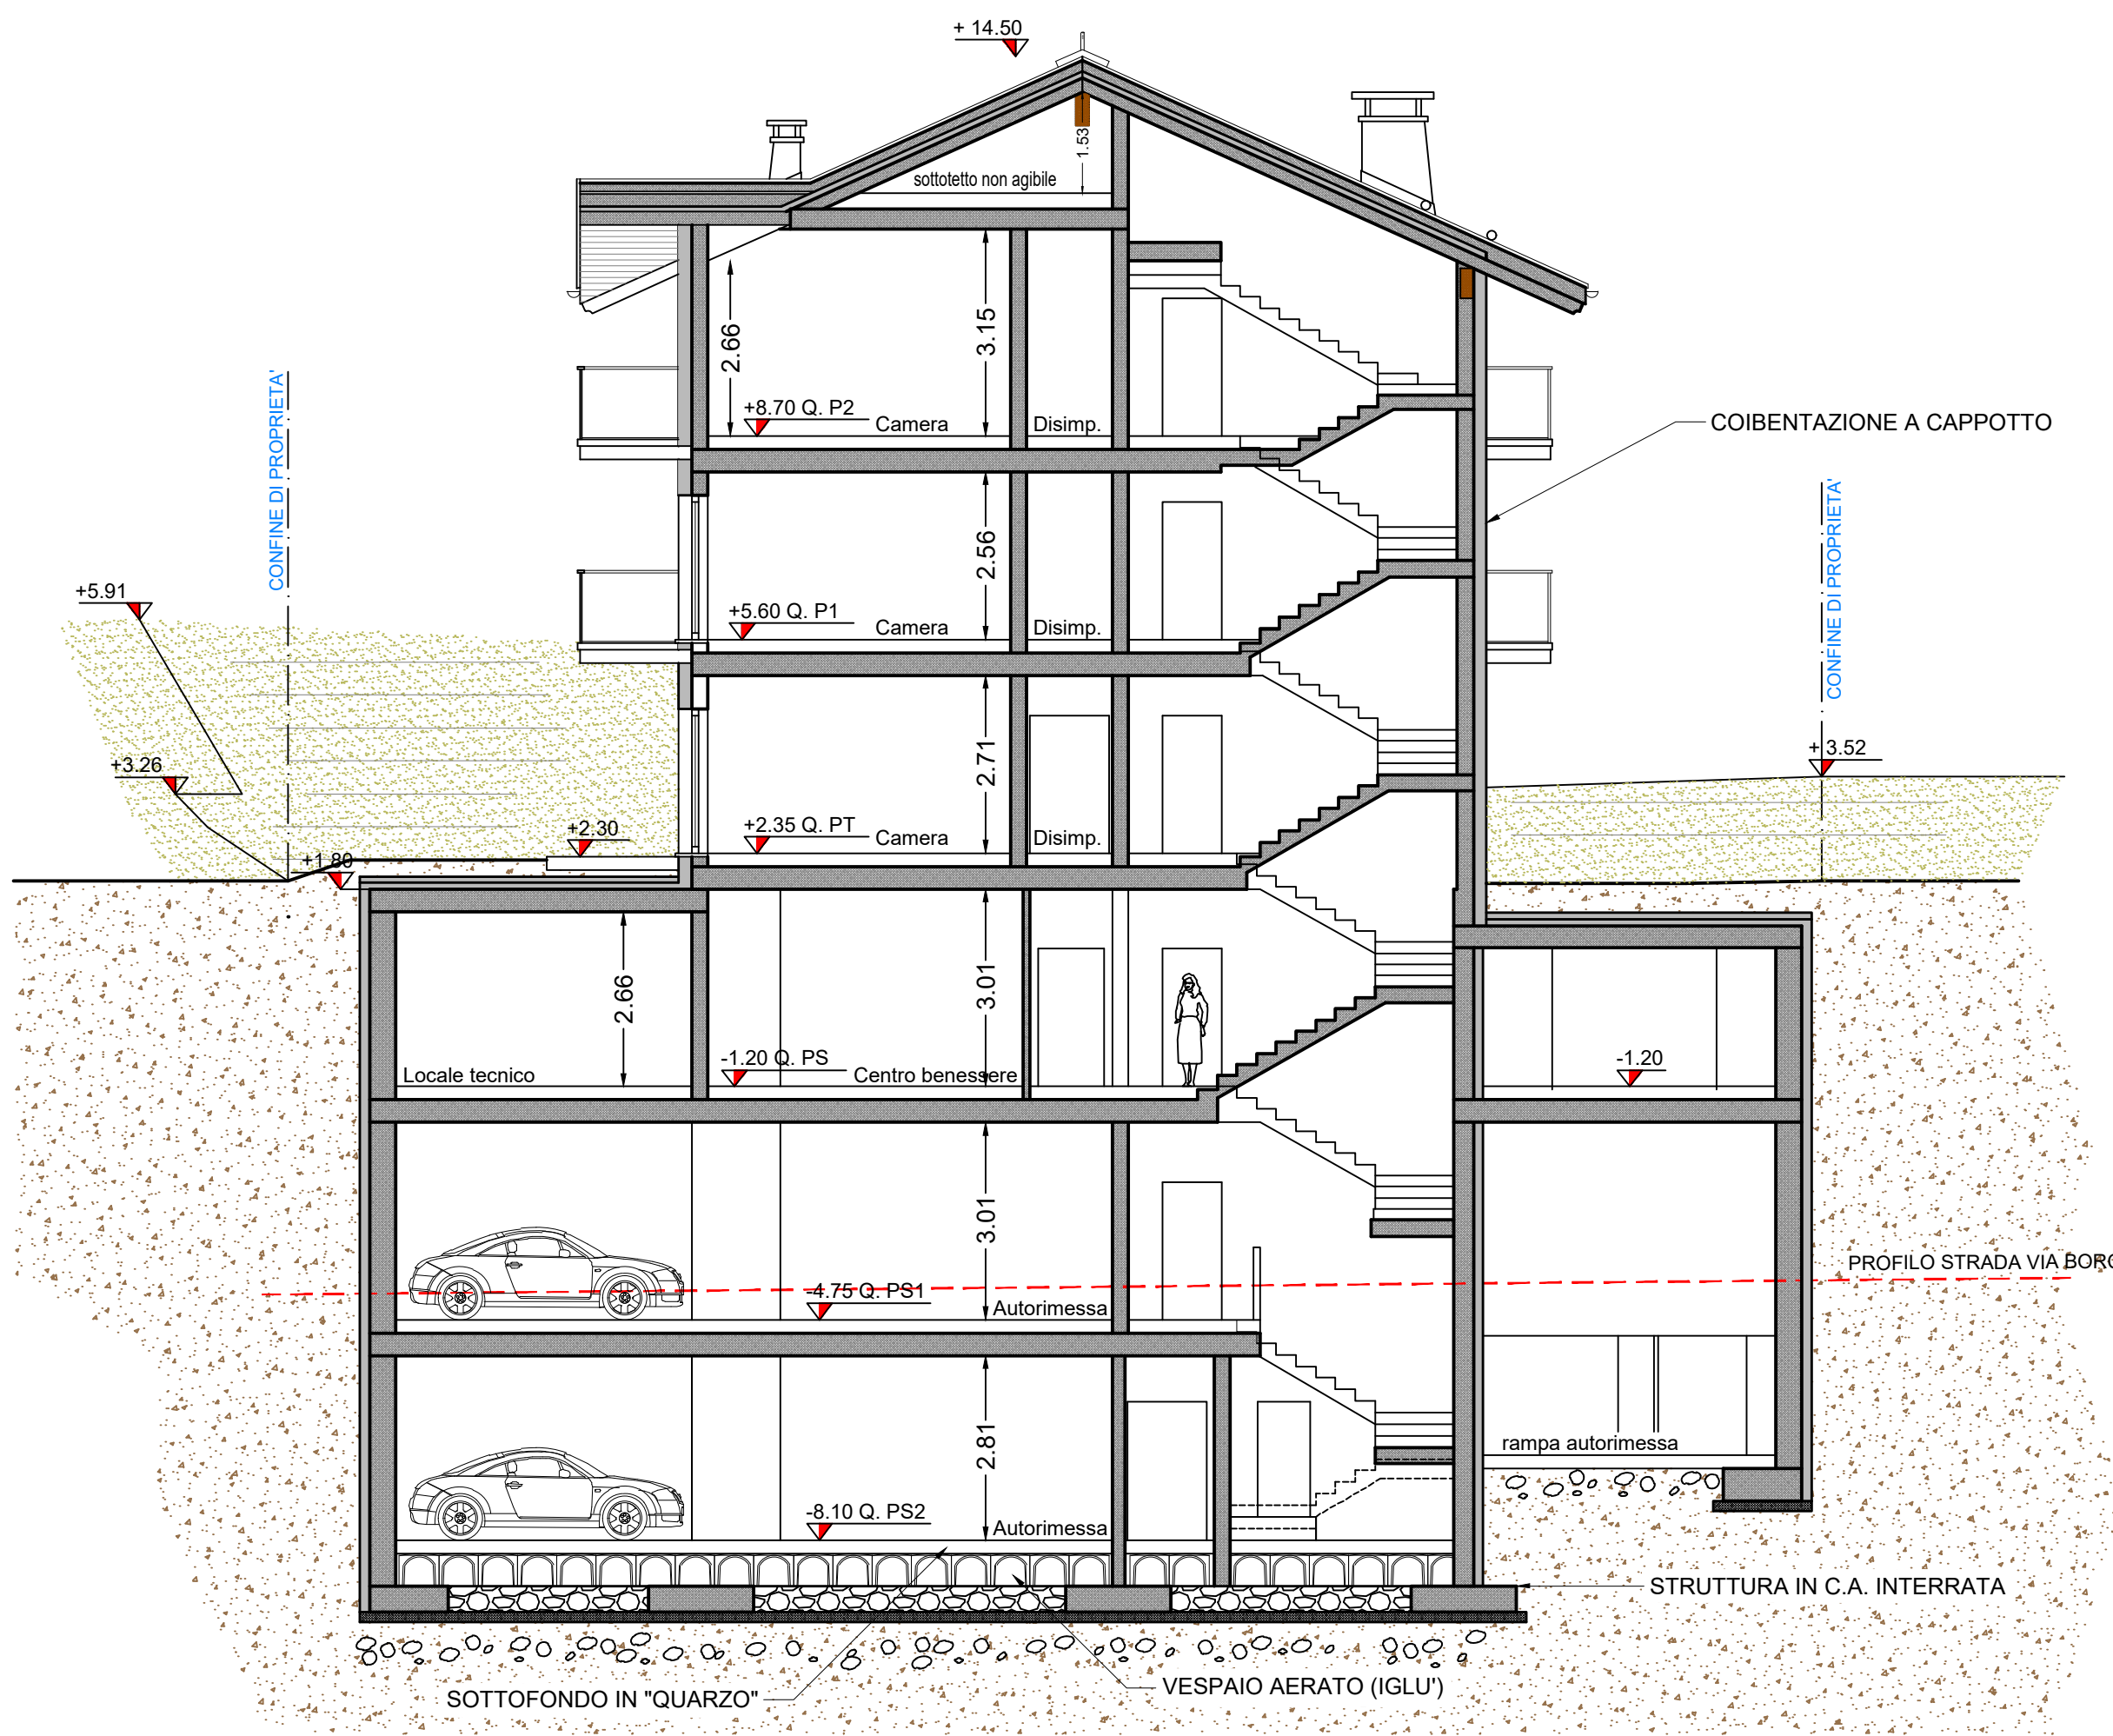 + 14.50
1.53
sottotetto non agibile
2.66
3.15
+8.70 Q. P2
Camera
Disimp.
COIBENTAZIONE A CAPPOTTO
CONFINE DI PROPRIETA'
CONFINE DI PROPRIETA'
2.56
+5.91
+5.60 Q. P1
Camera
Disimp.
+3.26
2.71
+ 3.52
+2.30
+2.35 Q. PT
Camera
Disimp.
+1.80
2.66
3.01
-1.20 Q. PS
-1.20
Locale tecnico
Centro benessere
3.01
PROFILO STRADA VIA BORG
-4.75 Q. PS1
Autorimessa
2.81
rampa autorimessa
-8.10 Q. PS2
Autorimessa
STRUTTURA IN C.A. INTERRATA
VESPAIO AERATO (IGLU')
SOTTOFONDO IN "QUARZO"